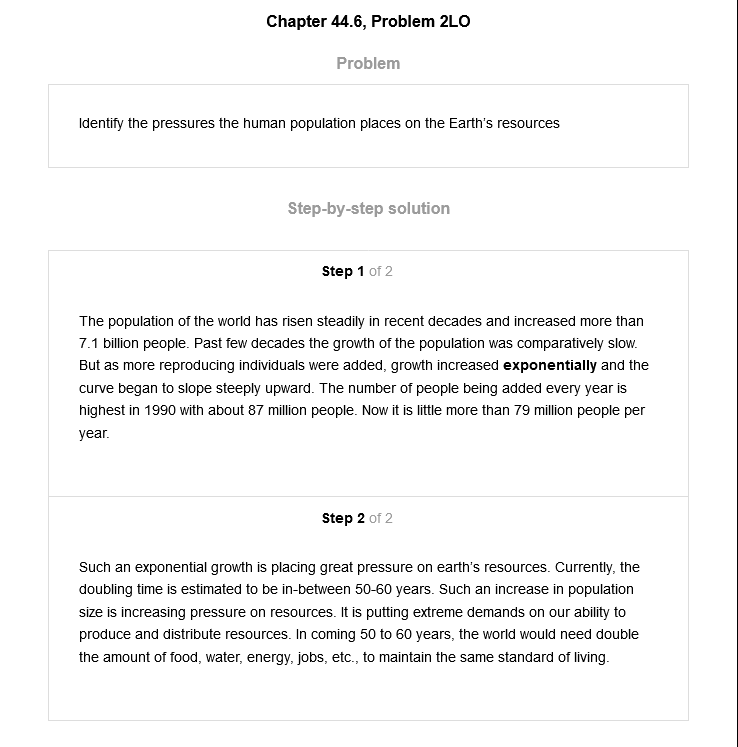 Chapter 44.6, Problem 2LO
Problem
Identify the pressures the human population places on the Earth's resources
Step-by-step solution
Step 1 of 2
The population of the world has risen steadily in recent decades and increased more than
7.1 billion people. Past few decades the growth of the population was comparatively slow.
But as more reproducing individuals were added, growth increased exponentially and the
curve began to slope steeply upward. The number of people being added every year is
highest in 1990 with about 87 million people. Now it is little more than 79 million people per
year.
Step 2 of 2
Such an exponential growth is placing great pressure on earth's resources. Currently, the
doubling time is estimated to be in-between 50-60 years. Such an increase in population
size is increasing pressure on resources. It is putting extreme demands on our ability to
produce and distribute resources. In coming 50 to 60 years, the world would need double
the amount of food, water, energy, jobs, etc., to maintain the same standard of living.